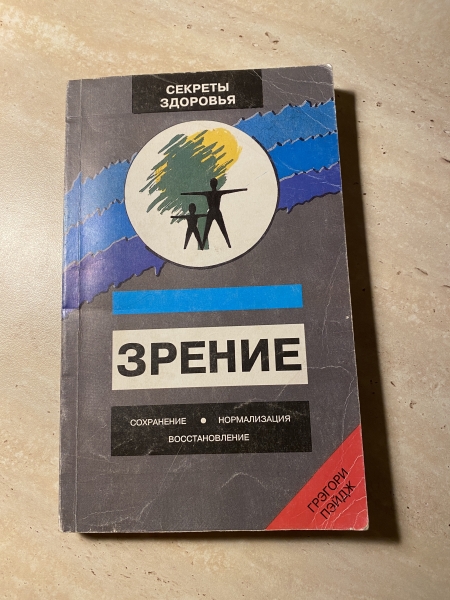 СЕКРЕТЫ
ЗДОРОВЬЯ
ЗРЕНИЕ
СОХРАНЕНИЕ • НОРМАЛИЗАЦИЯ
ВОССТАНОВЛЕНИЕ
ГРЭГОРИ
ПЭЙДЖ